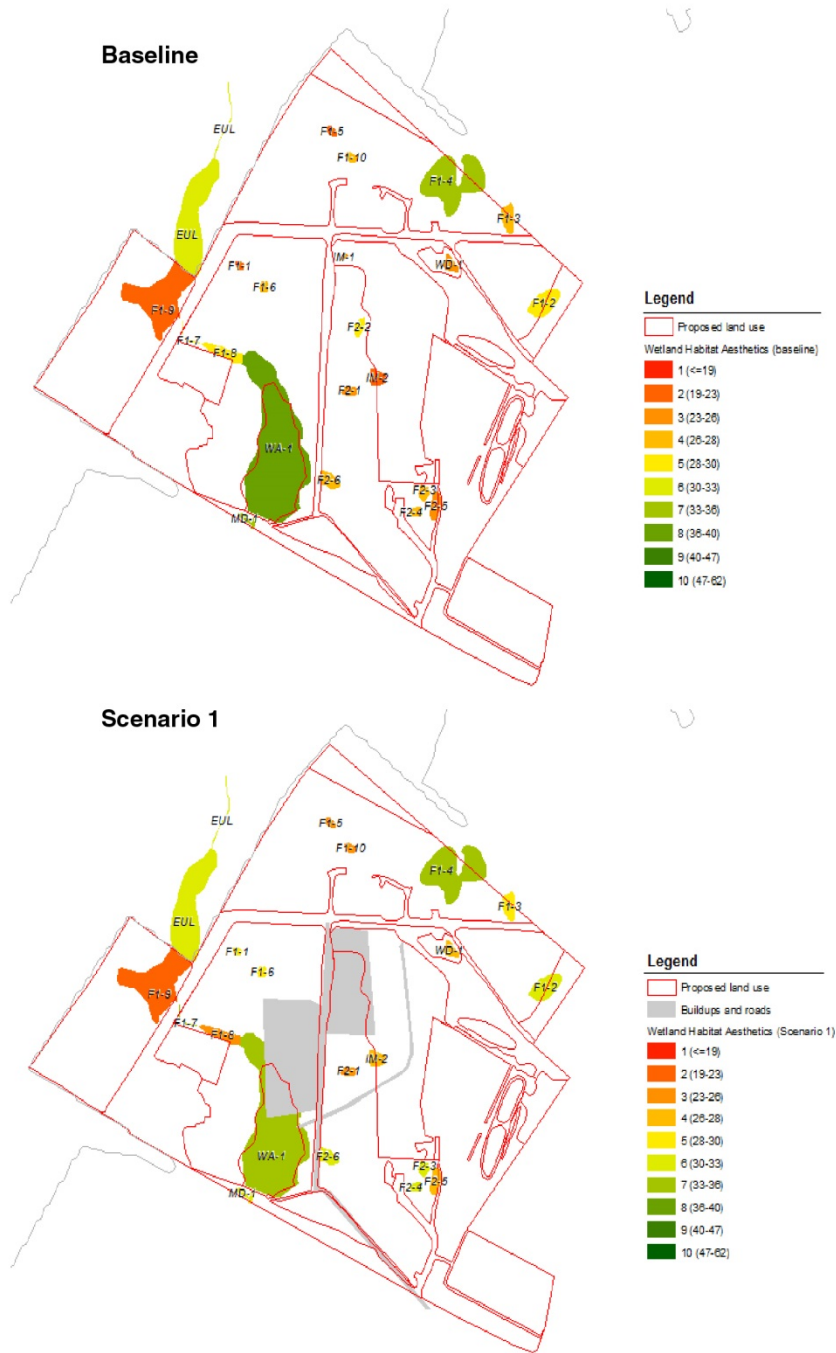 Baseline
EUL
F1-5
F1-10
F1-4
F1-3
EUL
IM-1
WD-1
F1-1
F1-6
F1-9
F1-2
F2-2
F1-7
F1-8
IM-2
F2-1
WA-1
F2-6
F2-3
F2-5
F2-4
MD-1
Legend
Proposed land use
Wetland Habitat Aesthetics (baseline)
1 (<=19)
2 (19-23)
3 (23-26)
4 (26-28)
5 (28-30)
6 (30-33)
7 (33-36)
8 (36-40)
9 (40-47)
10 (47-62)
Scenario 1
EUL
F1-5
F1-10
F1-4
F1-3
EUL
WD-1
F1-1
F1-6
F1-9
F1-2
F1-7
F1-8
IM-2
F2-1
WA-1
F2-6
F2-3
F2-5
F2-4
MD-1
Legend
Proposed land use
Buildups and roads
Wetland Habitat Aesthetics (Scenario 1)
1 (<=19)
2 (19-23)
3 (23-26)
4 (26-28)
5 (28-30)
6 (30-33)
7 (33-36)
8 (36-40)
9 (40-47)
10 (47-62)